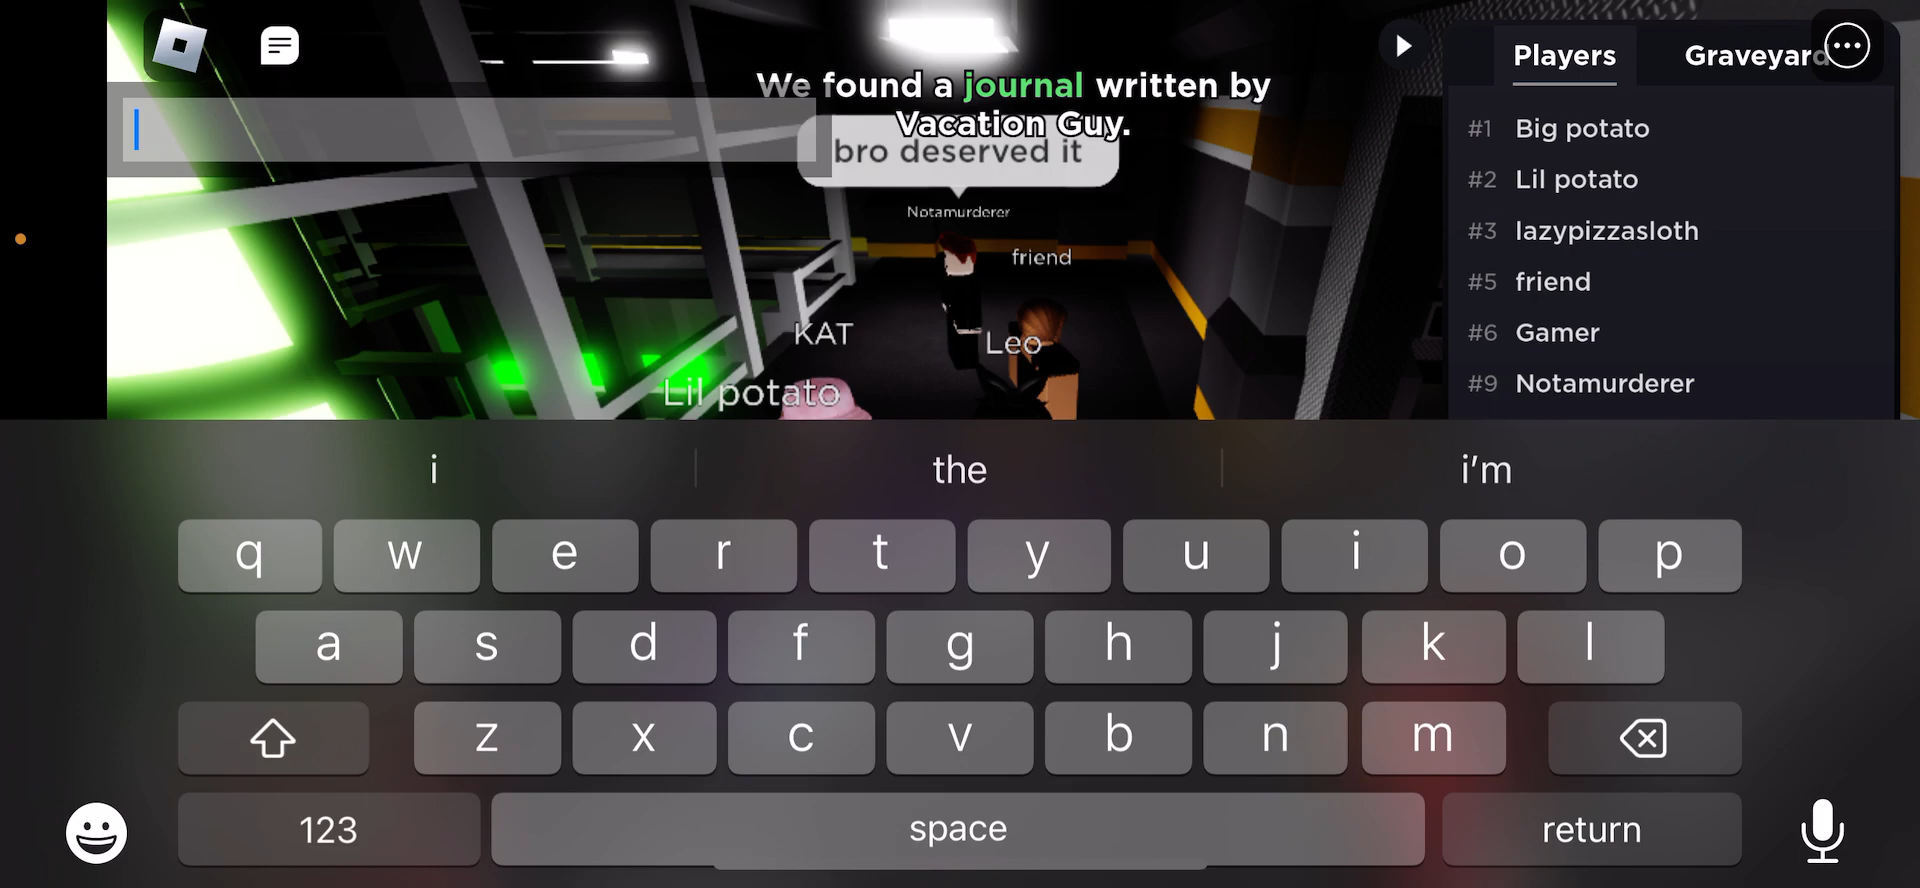 We found a journal written by
Vacation Guy.
bro deserved it
Notamurderer
friend
KAT
Leo
Lil potato
Players Graveyard
#1 Big potato
#2 Lil potato
#3 lazypizzasloth
#5 friend
#6 Gamer
#9 Notamurderer
i the i'm
q w e r t y u i o p
a s d f g h j k l
z x c v b n m
123 space return